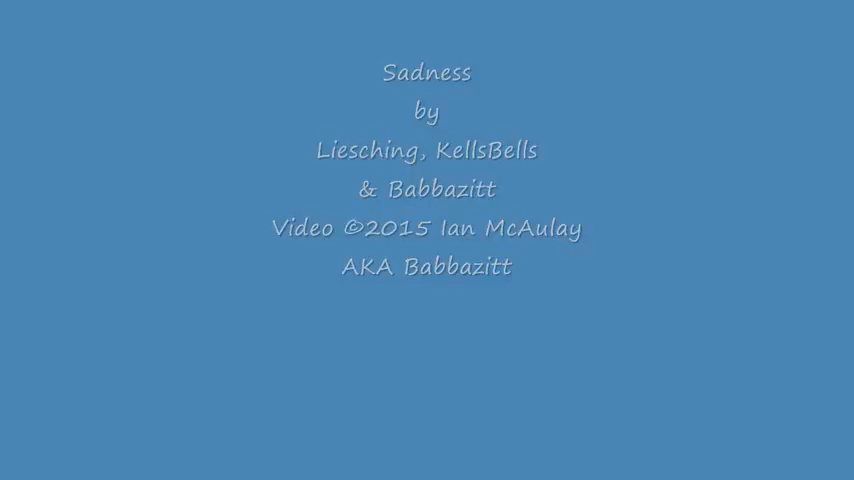 Sadness
by
Liesching, KellsBells
& Babbazitt
Video ©2015 Ian McAulay
AKA Babbazitt